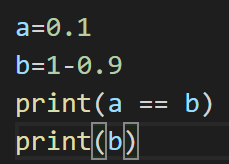 a=0.1
b=1-0.9
print(a == b)
print(b)